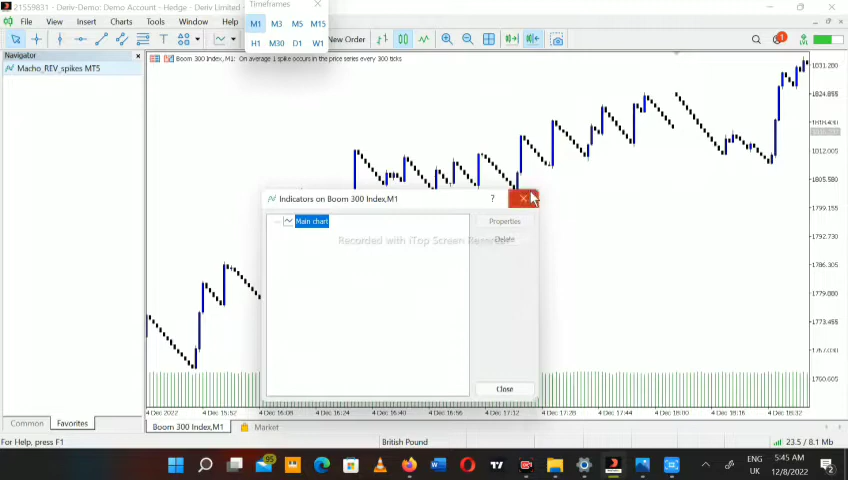 21559831 - Deriv-Demo: Demo Account - Hedge - Deriv Limited
Timeframes
File View Insert Charts Tools Window Help
M1 M3 M5 M15
H1 M30 D1 W1
New Order
Navigator
Macho_REV_spikes MT5
Boom 300 Index, M1: On average 1 spike occurs in the price series every 300 ticks
1831.200
1824.855
1818.430
1812.005
1805.580
1799.155
1792.730
1786.305
1779.880
1773.455
1760.605
Indicators on Boom 300 Index,M1
?
Main chart
Properties
Delete
Close
Recorded with iTop Screen
4 Dec 2022 4 Dec 15:52 4 Dec 16:08 4 Dec 16:24 4 Dec 16:40 4 Dec 16:56 4 Dec 17:12 4 Dec 17:28 4 Dec 17:44 4 Dec 18:00 4 Dec 18:16 4 Dec 18:32
Common Favorites
Boom 300 Index,M1 Market
For Help, press F1
British Pound
23.5 / 8.1 Mb
95
ENG
UK
5:45 AM
12/8/2022
2